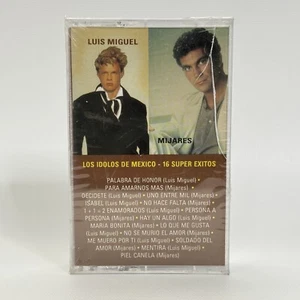 LUIS MIGUEL
MIJARES
LOS IDOLOS DE MEXICO - 16 SUPER EXITOS
PALABRA DE HONOR (Luis Miguel) •
PARA AMARNOS MAS (Mijares) •
DECIDETE (Luis Miguel) • UNO ENTRE MIL (Mijares) •
ISABEL (Luis Miguel) • NO HACE FALTA (Mijares) •
1 + 1 = 2 ENAMORADOS (Luis Miguel) • PERSONA A
PERSONA (Mijares) • HAY UN ALGO (Luis Miguel) •
MARIA BONITA (Mijares) • LO QUE ME GUSTA
(Luis Miguel) • NO SE MURIO EL AMOR (Mijares) •
ME MUERO POR TI (Luis Miguel) • SOLDADO DEL
AMOR (Mijares) • MENTIRA (Luis Miguel) •
PIEL CANELA (Mijares)